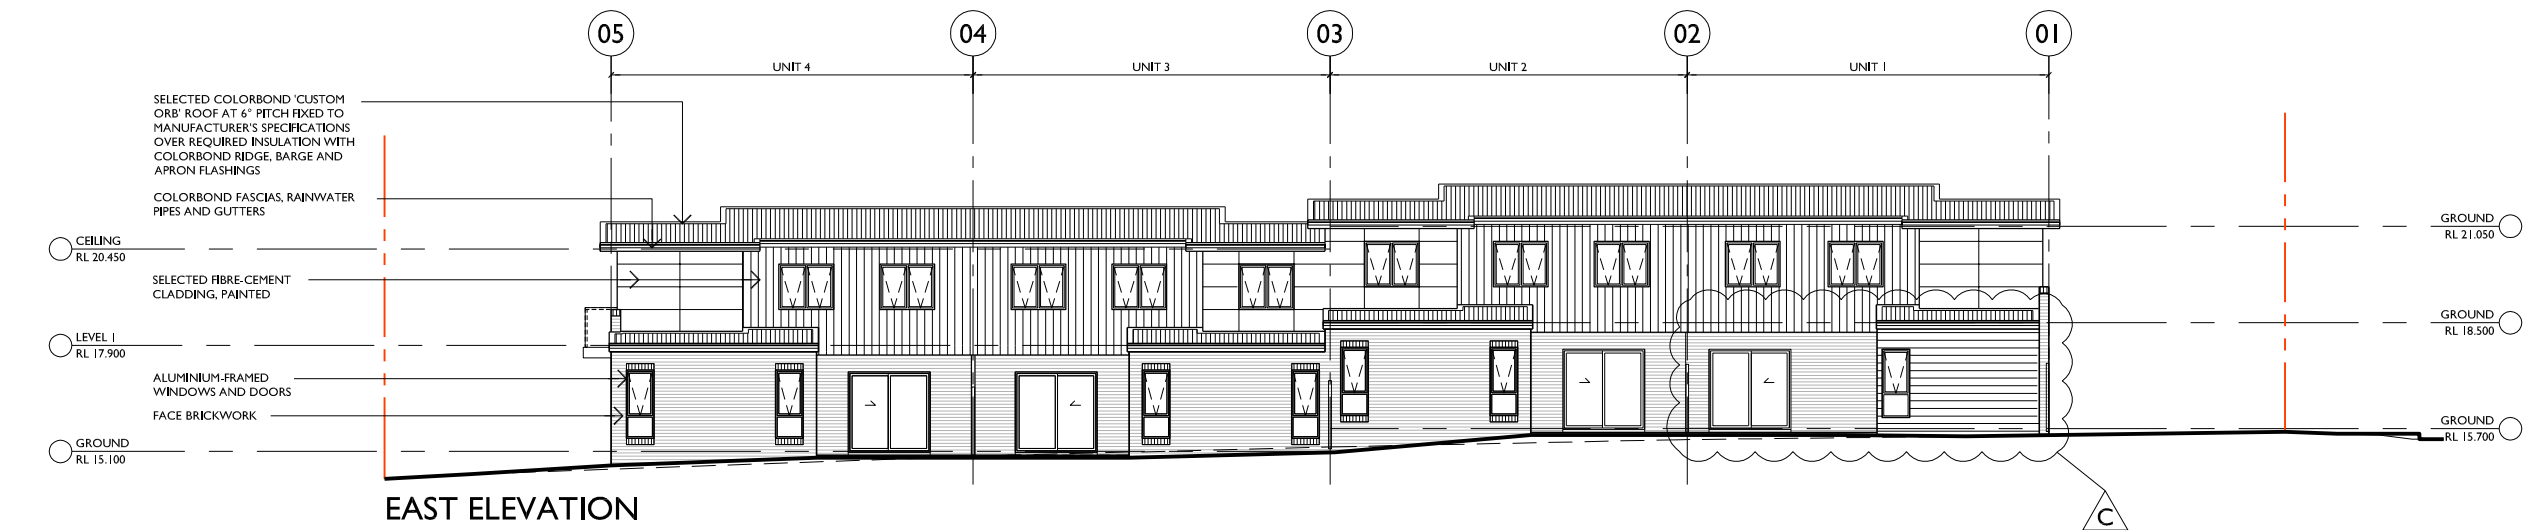 05
04
03
02
01
UNIT 4
UNIT 3
UNIT 2
UNIT 1
SELECTED COLORBOND 'CUSTOM
ORB' ROOF AT 6° PITCH FIXED TO
MANUFACTURER'S SPECIFICATIONS
OVER REQUIRED INSULATION WITH
COLORBOND RIDGE, BARGE AND
APRON FLASHINGS
COLORBOND FASCIAS, RAINWATER
PIPES AND GUTTERS
CEILING
RL 20.450
SELECTED FIBRE-CEMENT
CLADDING, PAINTED
LEVEL 1
RL 17.900
ALUMINIUM-FRAMED
WINDOWS AND DOORS
FACE BRICKWORK
GROUND
RL 15.100
GROUND
RL 21.050
GROUND
RL 18.500
GROUND
RL 15.700
EAST ELEVATION
C